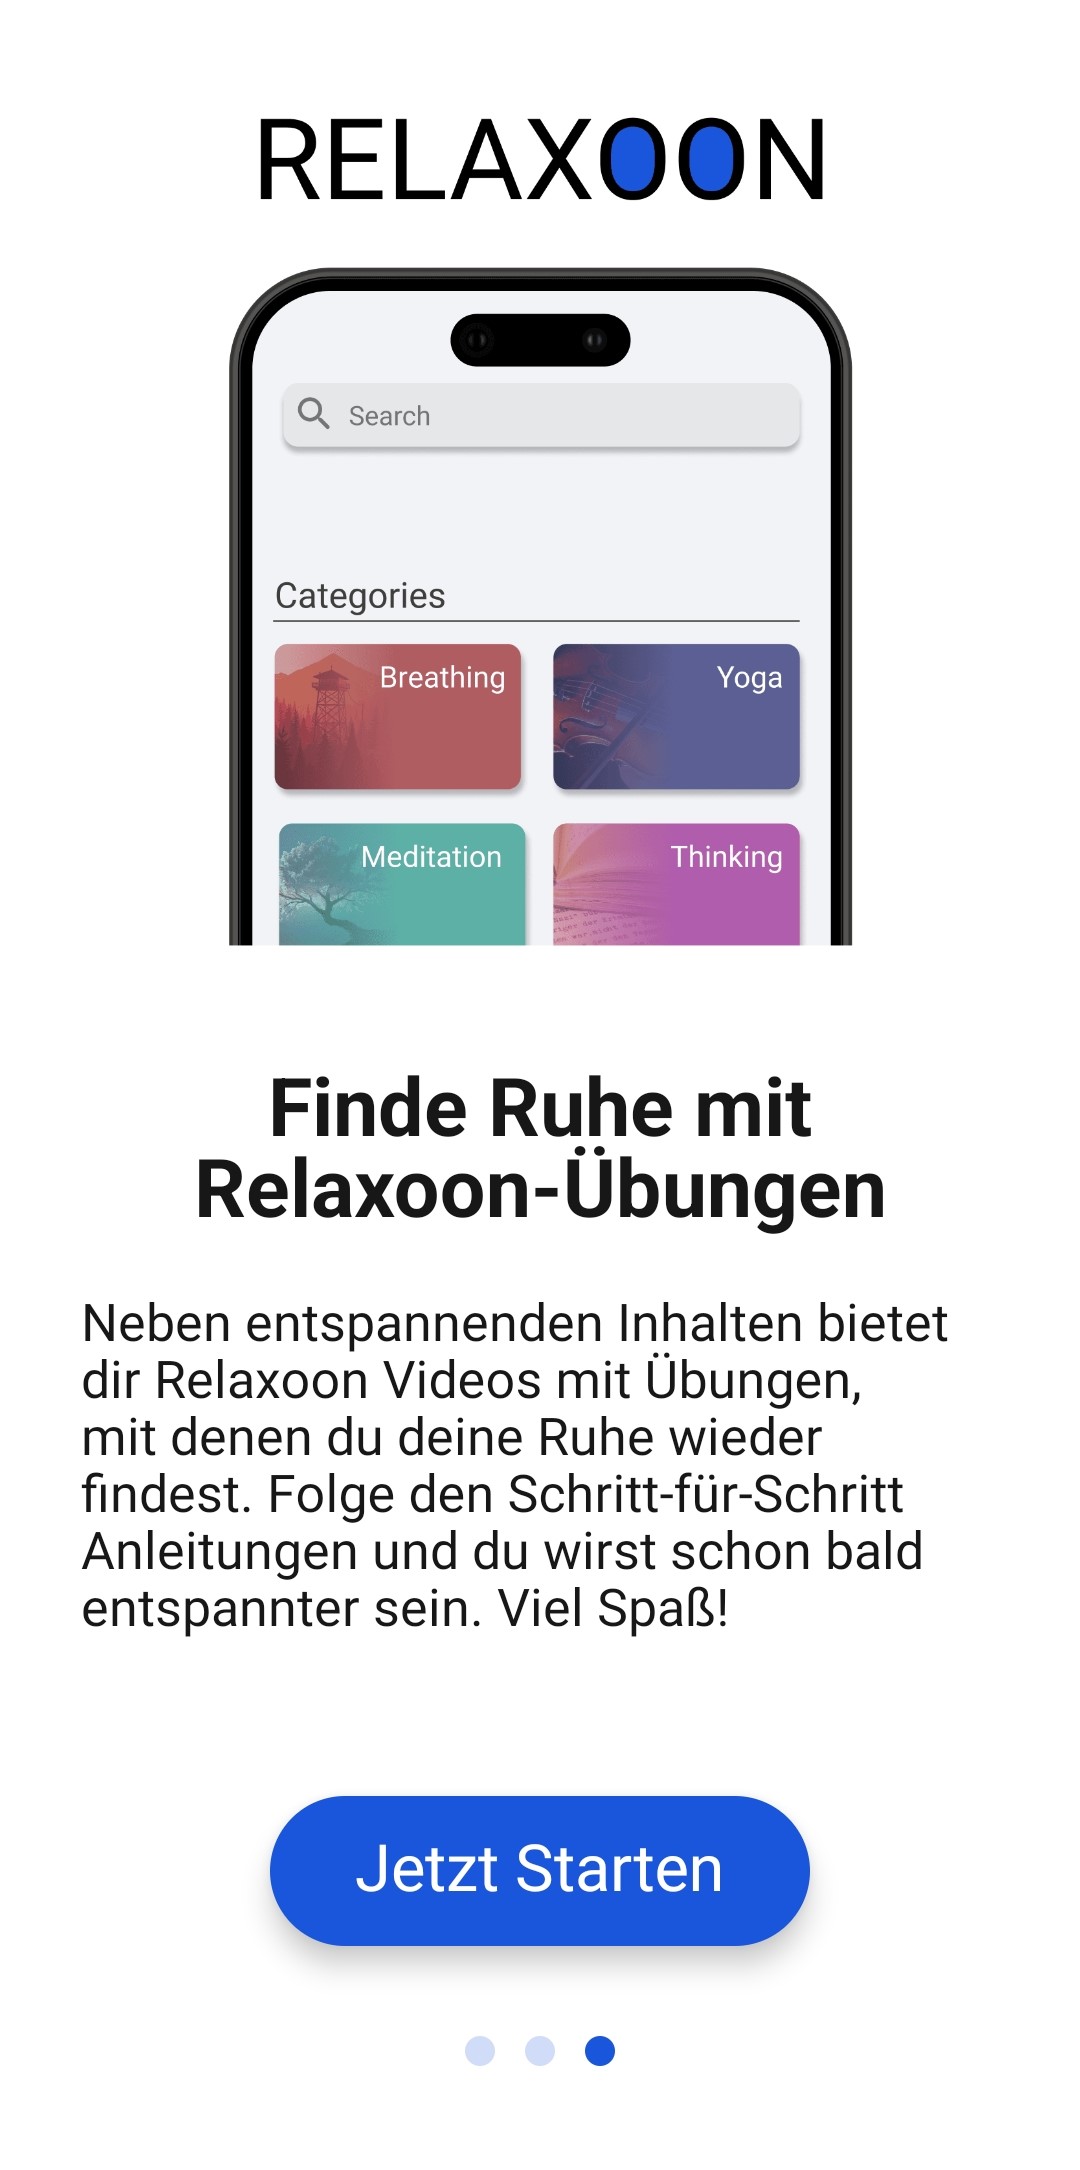 RELAXOON
Search
Categories
Breathing
Yoga
Meditation
Thinking
Finde Ruhe mit
Relaxoon-Übungen
Neben entspannenden Inhalten bietet
dir Relaxoon Videos mit Übungen,
mit denen du deine Ruhe wieder
findest. Folge den Schritt-für-Schritt
Anleitungen und du wirst schon bald
entspannter sein. Viel Spaß!
Jetzt Starten